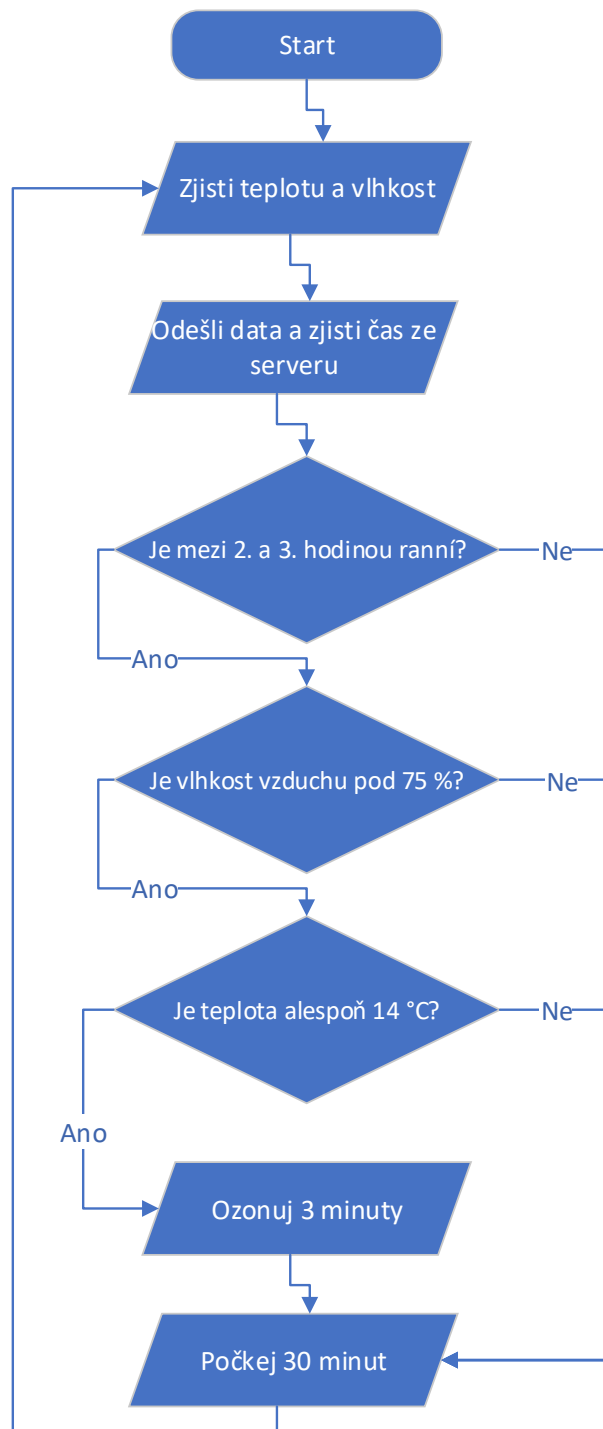 Start
Zjisti teplotu a vlhkost
Odešli data a zjisti čas ze
serveru
Je mezi 2. a 3. hodinou ranní?
Ne
Ano
Je vlhkost vzduchu pod 75 %?
Ne
Ano
Je teplota alespoň 14 °C?
Ne
Ano
Ozonuj 3 minuty
Počkej 30 minut